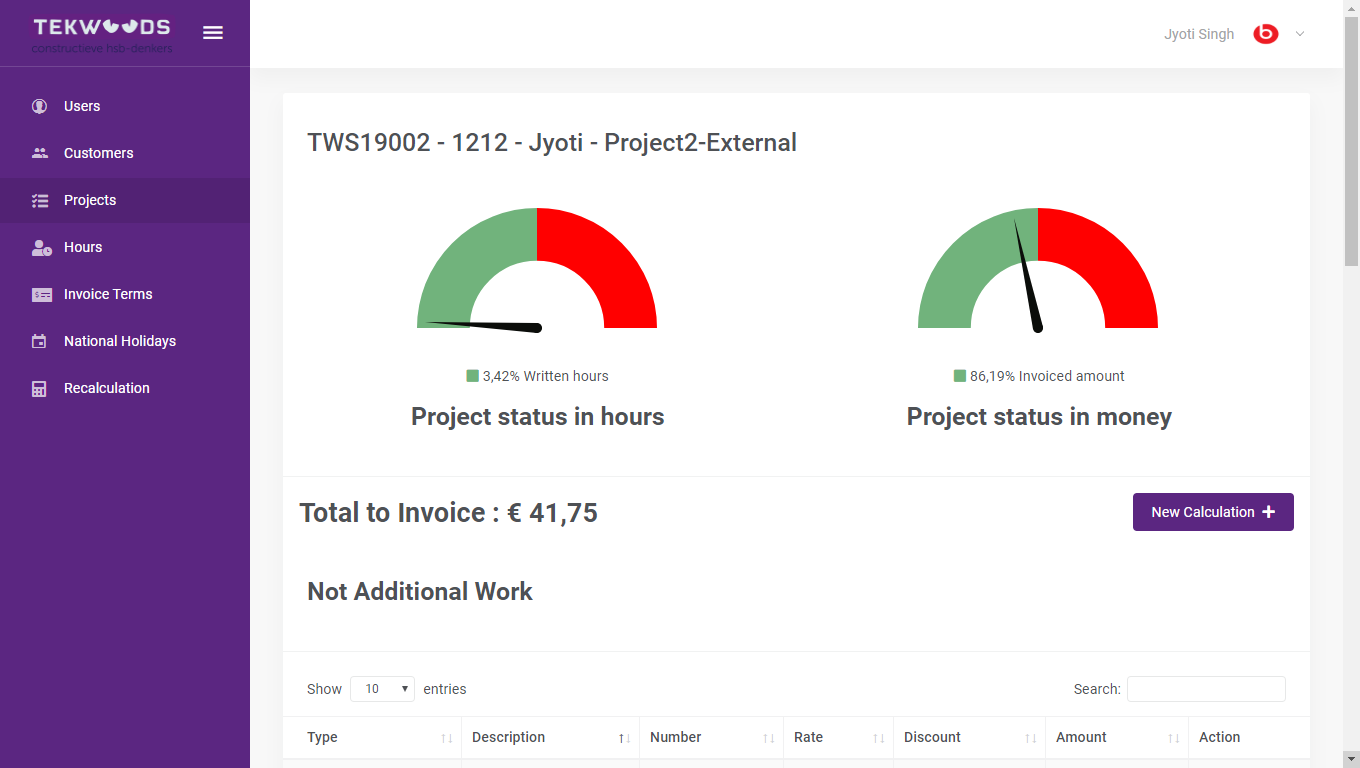 TEKWOODS
constructieve hsb-denkers
Jyoti Singh
b
Users
Customers
Projects
Hours
Invoice Terms
National Holidays
Recalculation
TWS19002 - 1212 - Jyoti - Project2-External
3,42% Written hours
Project status in hours
86,19% Invoiced amount
Project status in money
Total to Invoice : € 41,75
New Calculation
Not Additional Work
Show 10 entries
Search:
Type Description Number Rate Discount Amount Action